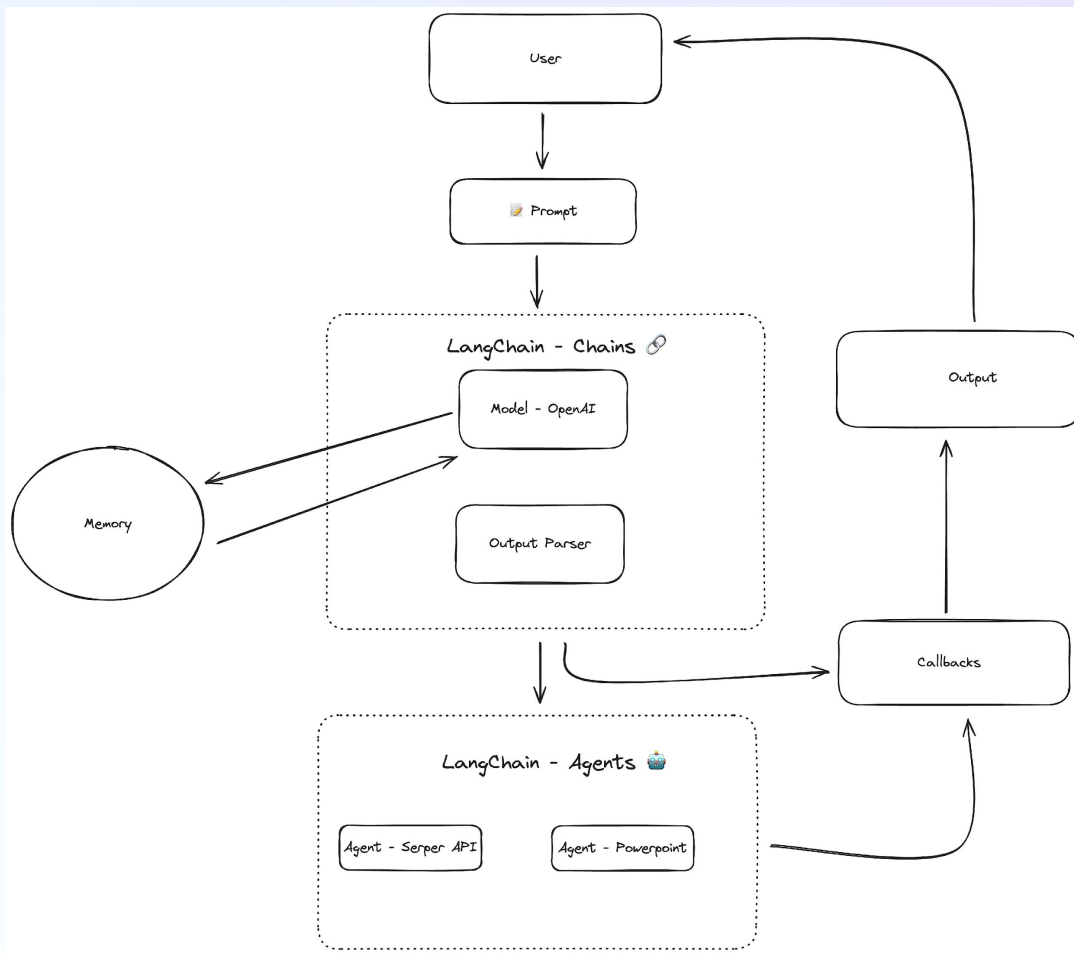 User
📝 Prompt
LangChain - Chains 🔗
Model - OpenAI
Output
Memory
Output Parser
Callbacks
LangChain - Agents 🤖
Agent - Serper API
Agent - Powerpoint